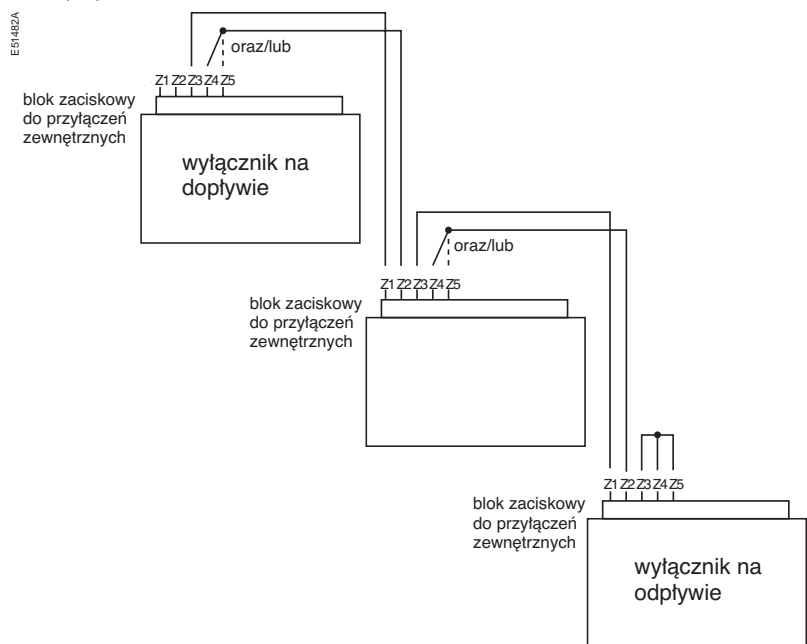 E51482A
oraz/lub
Z1 Z2 Z3 Z4 Z5
blok zaciskowy
do przyłączeń
zewnętrznych
wyłącznik na
dopływie
oraz/lub
Z1 Z2 Z3 Z4 Z5
blok zaciskowy
do przyłączeń
zewnętrznych
Z1 Z2 Z3 Z4 Z5
blok zaciskowy
do przyłączeń
zewnętrznych
wyłącznik na
odpływie